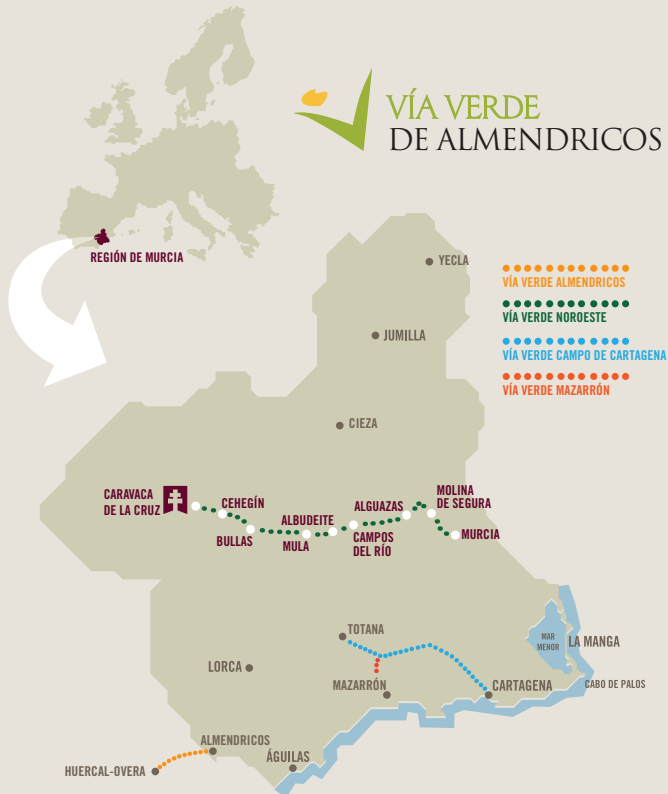 VÍA VERDE
DE ALMENDRICOS
REGIÓN DE MURCIA
YECLA
VÍA VERDE ALMENDRICOS
VÍA VERDE NOROESTE
JUMILLA
VÍA VERDE CAMPO DE CARTAGENA
VÍA VERDE MAZARRÓN
CIEZA
CARAVACA
DE LA CRUZ
CEHEGÍN
BULLAS
ALBUDEITE
MULA
ALGUAZAS
CAMPOS
DEL RÍO
MOLINA
DE SEGURA
MURCIA
TOTANA
MAR
MENOR
LA MANGA
LORCA
MAZARRÓN
CARTAGENA
CABO DE PALOS
ALMENDRICOS
ÁGUILAS
HUERCAL-OVERA